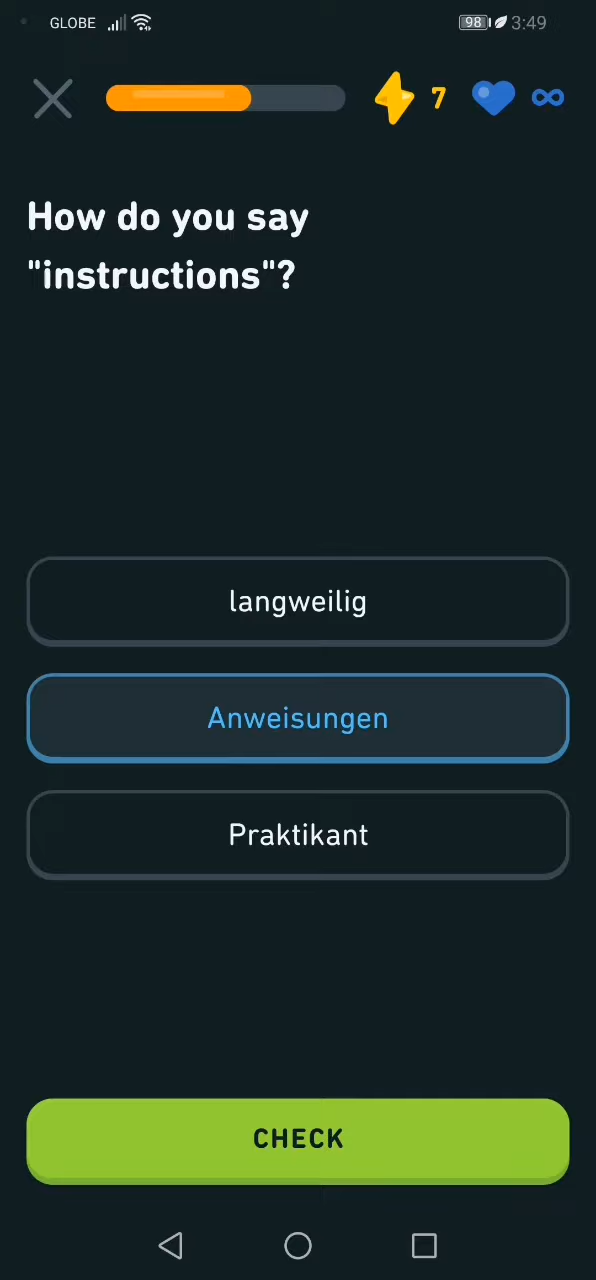 GLOBE 98 3:49
7 ∞
How do you say
"instructions"?
langweilig
Anweisungen
Praktikant
CHECK